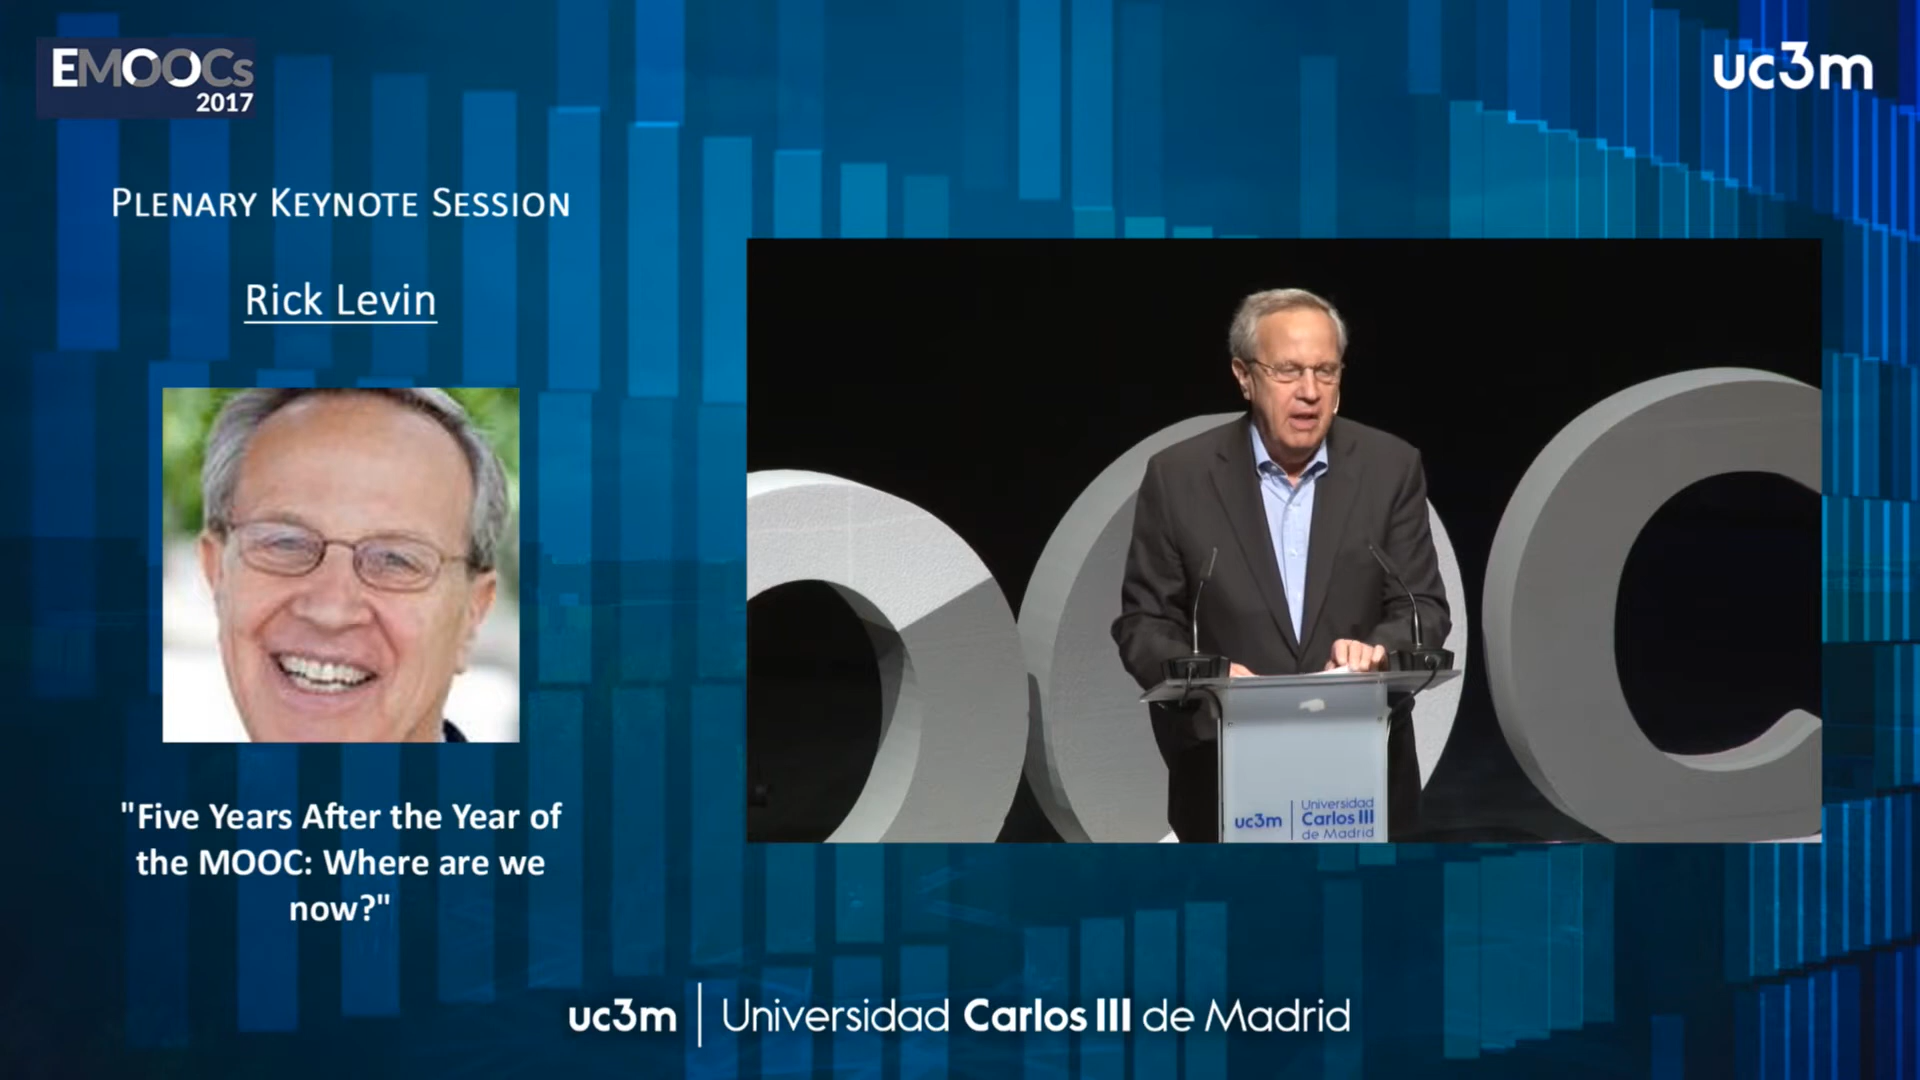 EMOOCs
2017
uc3m
PLENARY KEYNOTE SESSION
Rick Levin
"Five Years After the Year of
the MOOC: Where are we
now?"
OOC
uc3m
Universidad
Carlos III
de Madrid
uc3m | Universidad Carlos III de Madrid